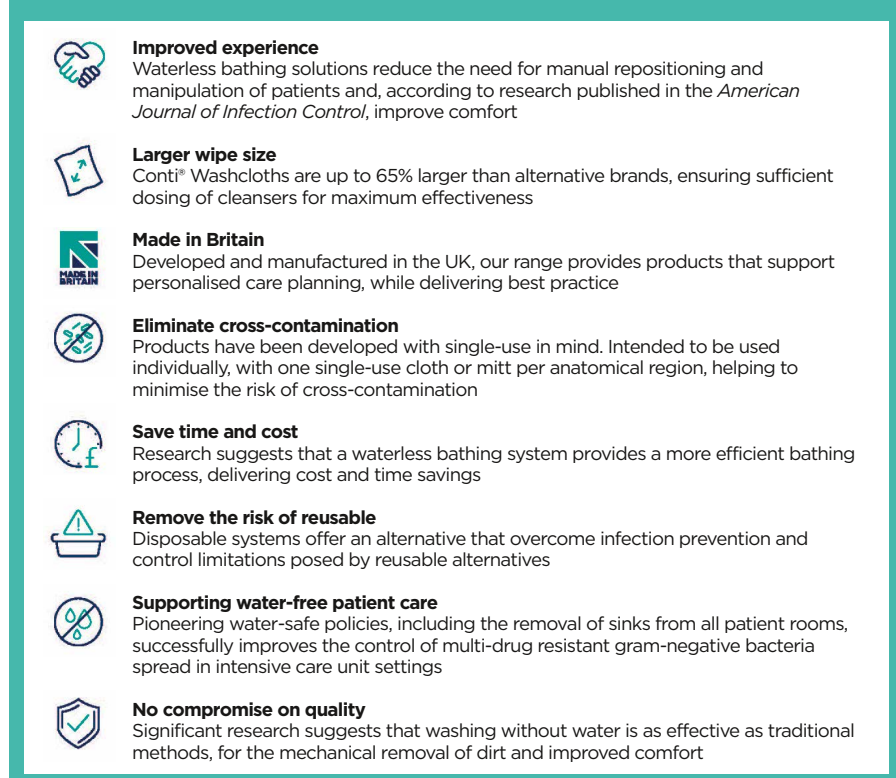 Improved experience
Waterless bathing solutions reduce the need for manual repositioning and
manipulation of patients and, according to research published in the American
Journal of Infection Control, improve comfort
Larger wipe size
Conti® Washcloths are up to 65% larger than alternative brands, ensuring sufficient
dosing of cleansers for maximum effectiveness
MADE IN
BRITAIN
Made in Britain
Developed and manufactured in the UK, our range provides products that support
personalised care planning, while delivering best practice
Eliminate cross-contamination
Products have been developed with single-use in mind. Intended to be used
individually, with one single-use cloth or mitt per anatomical region, helping to
minimise the risk of cross-contamination
£
Save time and cost
Research suggests that a waterless bathing system provides a more efficient bathing
process, delivering cost and time savings
Remove the risk of reusable
Disposable systems offer an alternative that overcome infection prevention and
control limitations posed by reusable alternatives
Supporting water-free patient care
Pioneering water-safe policies, including the removal of sinks from all patient rooms,
successfully improves the control of multi-drug resistant gram-negative bacteria
spread in intensive care unit settings
No compromise on quality
Significant research suggests that washing without water is as effective as traditional
methods, for the mechanical removal of dirt and improved comfort